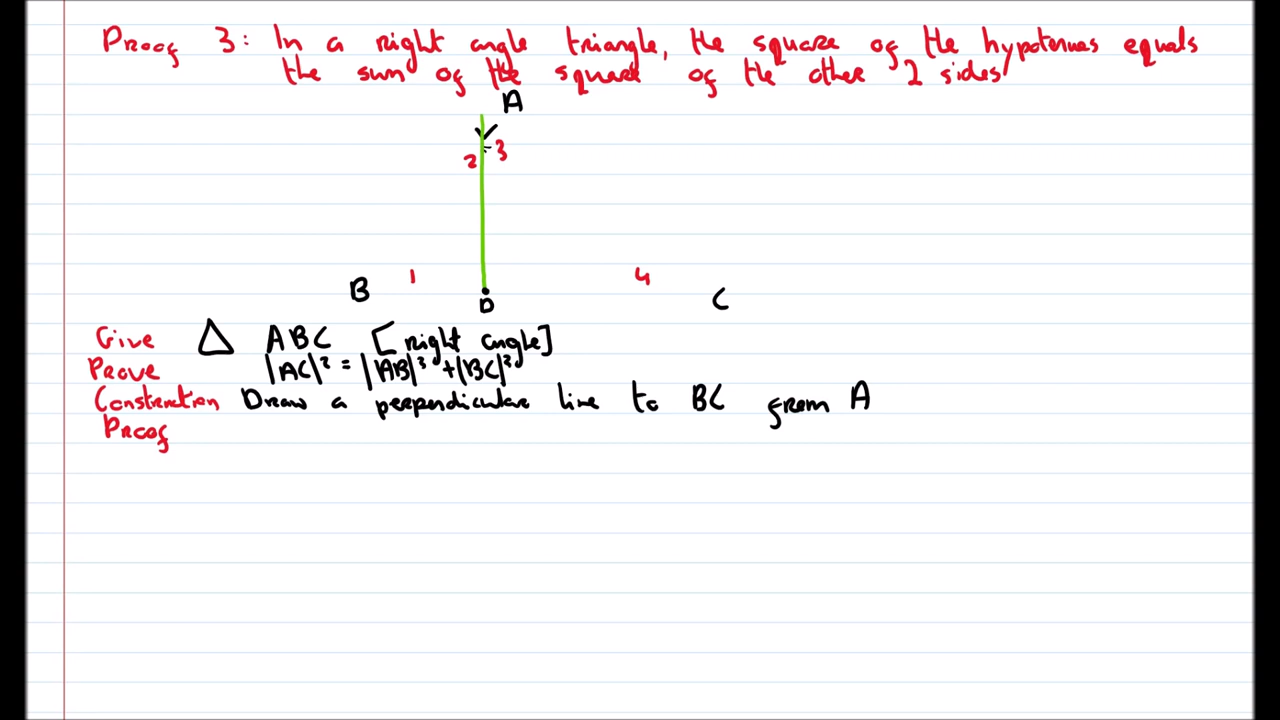 Proof 3: In a right angle triangle, the square of the hypotenus equals
the sum of the square of the other 2 sides
A
2 3
B 1 4 C
D
Give △ ABC [right angle]
Prove |AC|² = |AB|² + |BC|²
Construction Draw a perpendicular line to BC from A
Proof